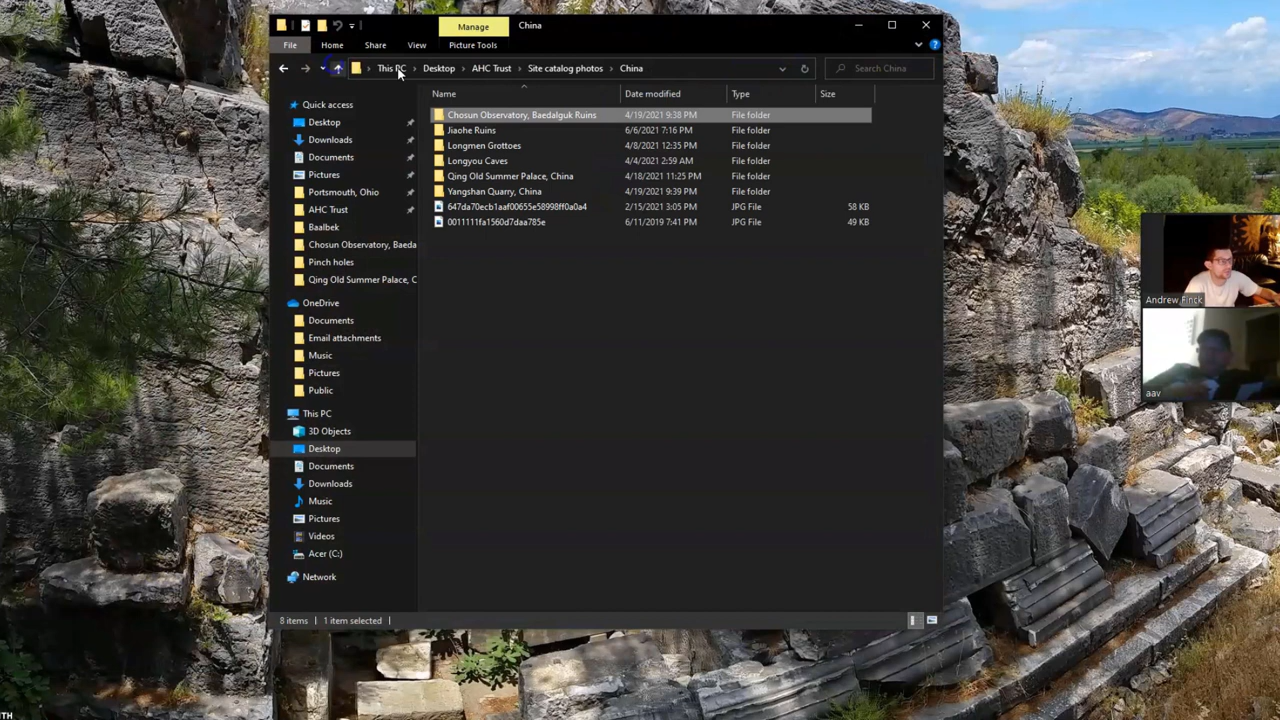 Manage
China
File
Home
Share
View
Picture Tools
This PC
Desktop
AHC Trust
Site catalog photos
China
Search China
Name
Date modified
Type
Size
Quick access
Desktop
Downloads
Documents
Pictures
Portsmouth, Ohio
AHC Trust
Baalbek
Chosun Observatory, Baeda
Pinch holes
Qing Old Summer Palace, C
OneDrive
Documents
Email attachments
Music
Pictures
Public
This PC
3D Objects
Desktop
Documents
Downloads
Music
Pictures
Videos
Acer (C:)
Network
Chosun Observatory, Baedalguk Ruins 4/19/2021 9:38 PM File folder
Jiaohe Ruins 6/6/2021 7:16 PM File folder
Longmen Grottoes 4/8/2021 12:35 PM File folder
Longyou Caves 4/4/2021 2:59 AM File folder
Qing Old Summer Palace, China 4/18/2021 11:25 PM File folder
Yangshan Quarry, China 4/19/2021 9:39 PM File folder
647da70ecb1aaf00655e58998ff0a0a4 2/15/2021 3:05 PM JPG File 58 KB
0011111fa1560d7daa785e 6/11/2019 7:41 PM JPG File 49 KB
8 items
1 item selected
Andrew Finck
aav